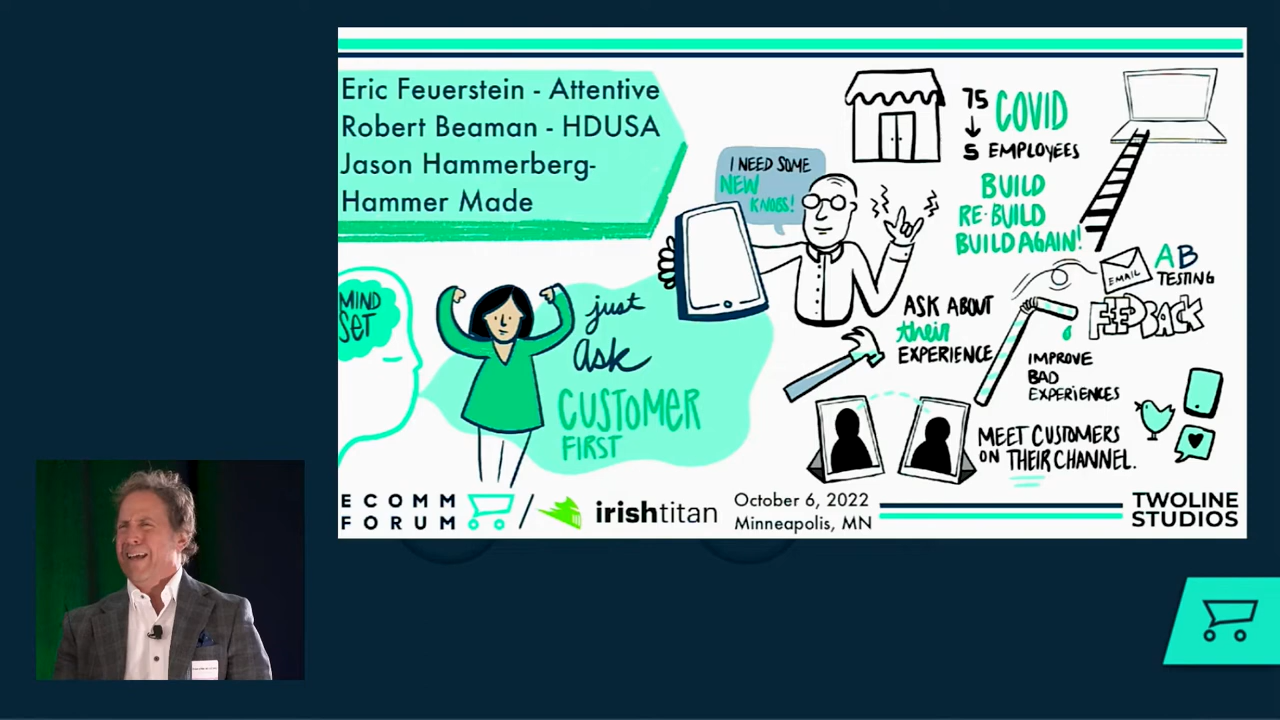 Eric Feuerstein - Attentive
Robert Beaman - HDUSA
Jason Hammerberg-
Hammer Made
I NEED SOME
NEW
KNOBS!
75
COVID
5 EMPLOYEES
BUILD
RE-BUILD
BUILD AGAIN!
EMAIL
AB
TESTING
FEEDBACK
MIND
SET
just
ask
CUSTOMER
FIRST
ASK ABOUT
their
EXPERIENCE
IMPROVE
BAD
EXPERIENCES
MEET CUSTOMERS
ON THEIR CHANNEL.
ECOMM
FORUM
irishtitan
October 6, 2022
Minneapolis, MN
TWOLINE
STUDIOS